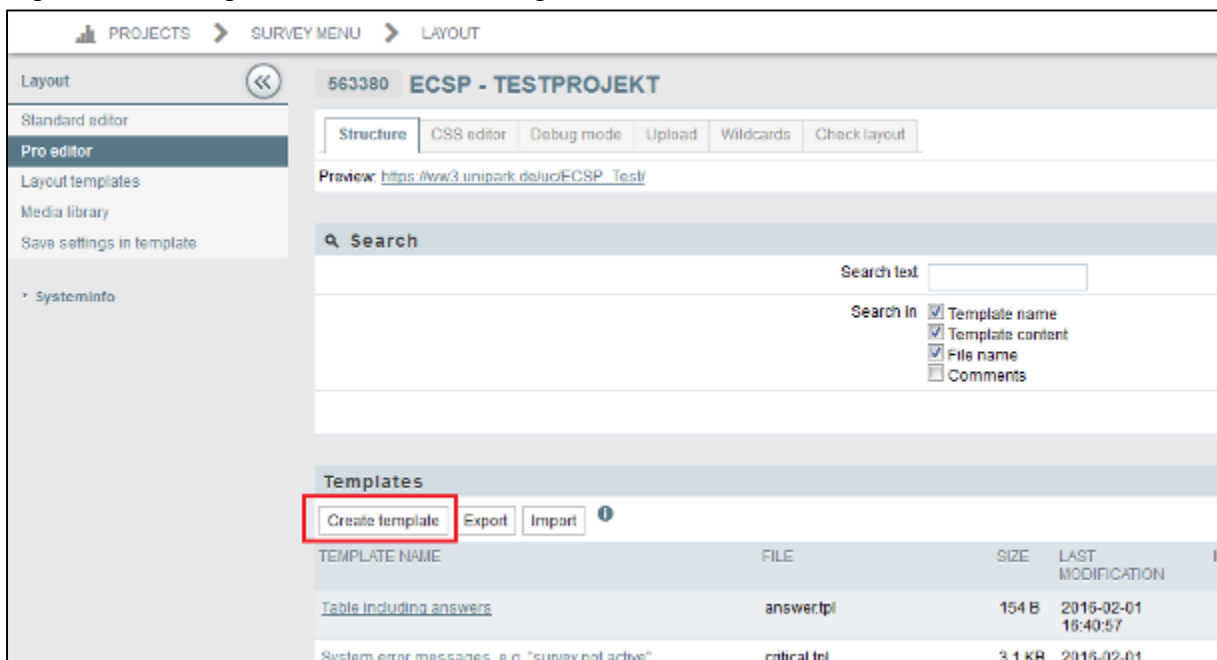 PROJECTS SURVEY MENU LAYOUT
Layout
Standard editor
Pro editor
Layout templates
Media library
Save settings in template
Systeminfo
563380 ECSP - TESTPROJEKT
Structure CSS editor Debug mode Upload Wildcards Check layout
Preview: https://ww3.unipark.de/uc/ECSP_Test/
Search
Search text
Search in Template name
Template content
File name
Comments
Templates
Create template Export Import
TEMPLATE NAME FILE SIZE LAST MODIFICATION
Table including answers answer.tpl 154 B 2016-02-01 16:40:57
System error messages, e.g. "survey not active" critical.tpl 3.1 KB 2016-02-01